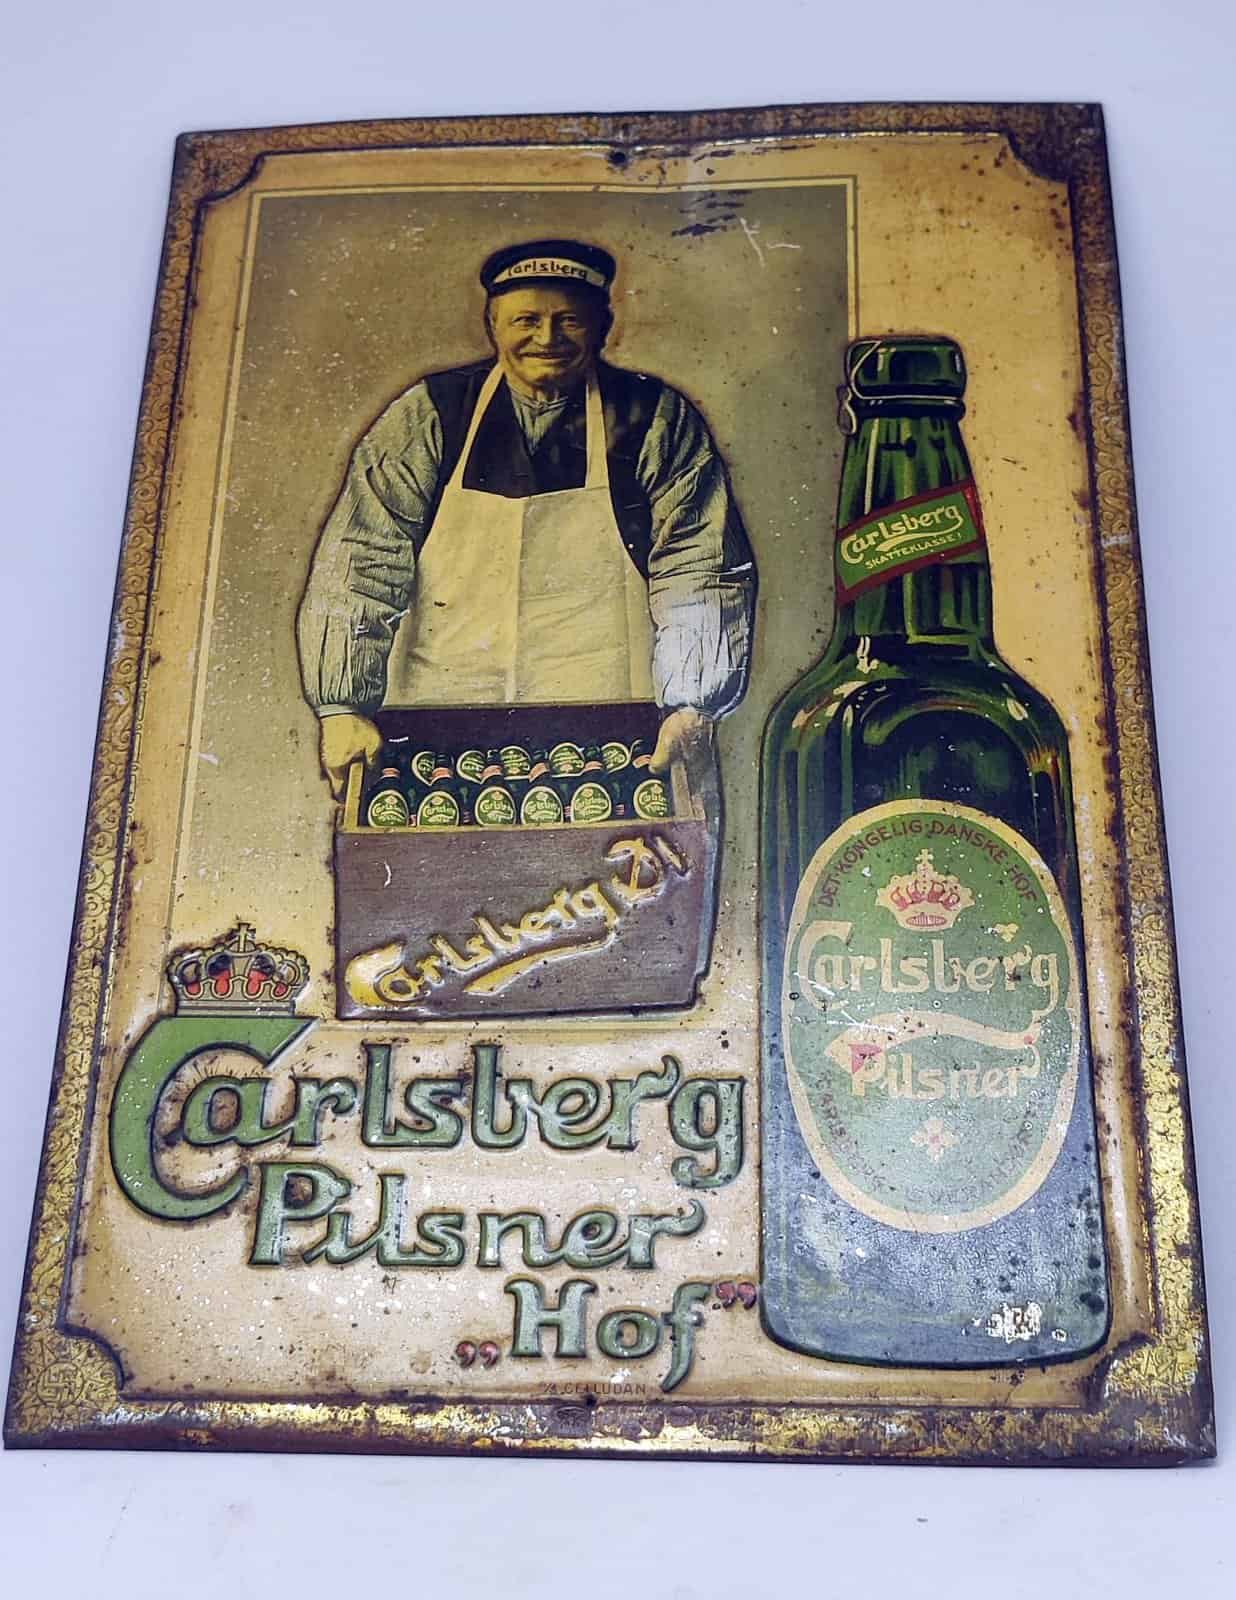 Carlsberg
Carlsberg
SKATTEKLASSE I
Carlsberg Øl
DET KONGELIG DANSKE HOF
Carlsberg
Pilsner
Carlsberg
Pilsner
„Hof”
A/S CELLUDAN